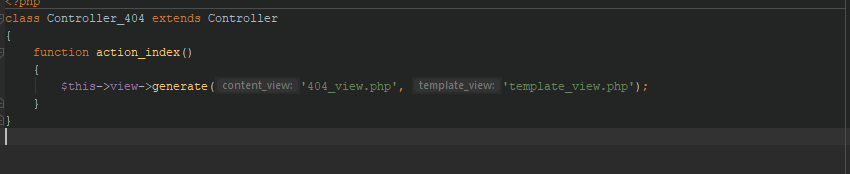 <?php
class Controller_404 extends Controller
{
function action_index()
{
$this->view->generate( content_view: '404_view.php', template_view: 'template_view.php');
}
}